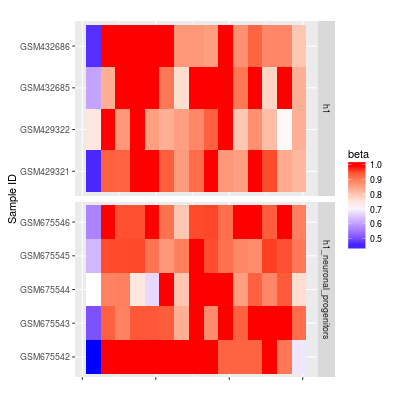 Sample ID
GSM432686
GSM432685
GSM429322
GSM429321
h1
GSM675546
GSM675545
GSM675544
GSM675543
GSM675542
h1_neuronal_progenitors
beta
1.0
0.9
0.8
0.7
0.6
0.5